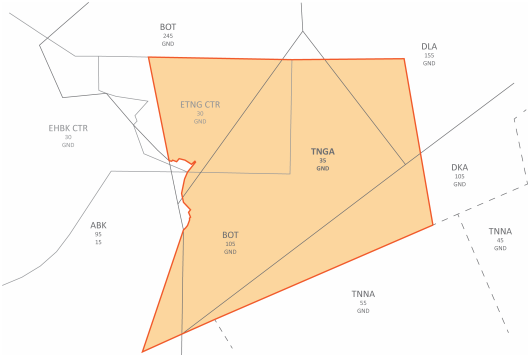 BOT
245
GND
DLA
155
GND
ETNG CTR
30
GND
EHBK CTR
30
GND
TNGA
35
GND
DKA
105
GND
ABK
95
15
BOT
105
GND
TNNA
45
GND
TNNA
55
GND